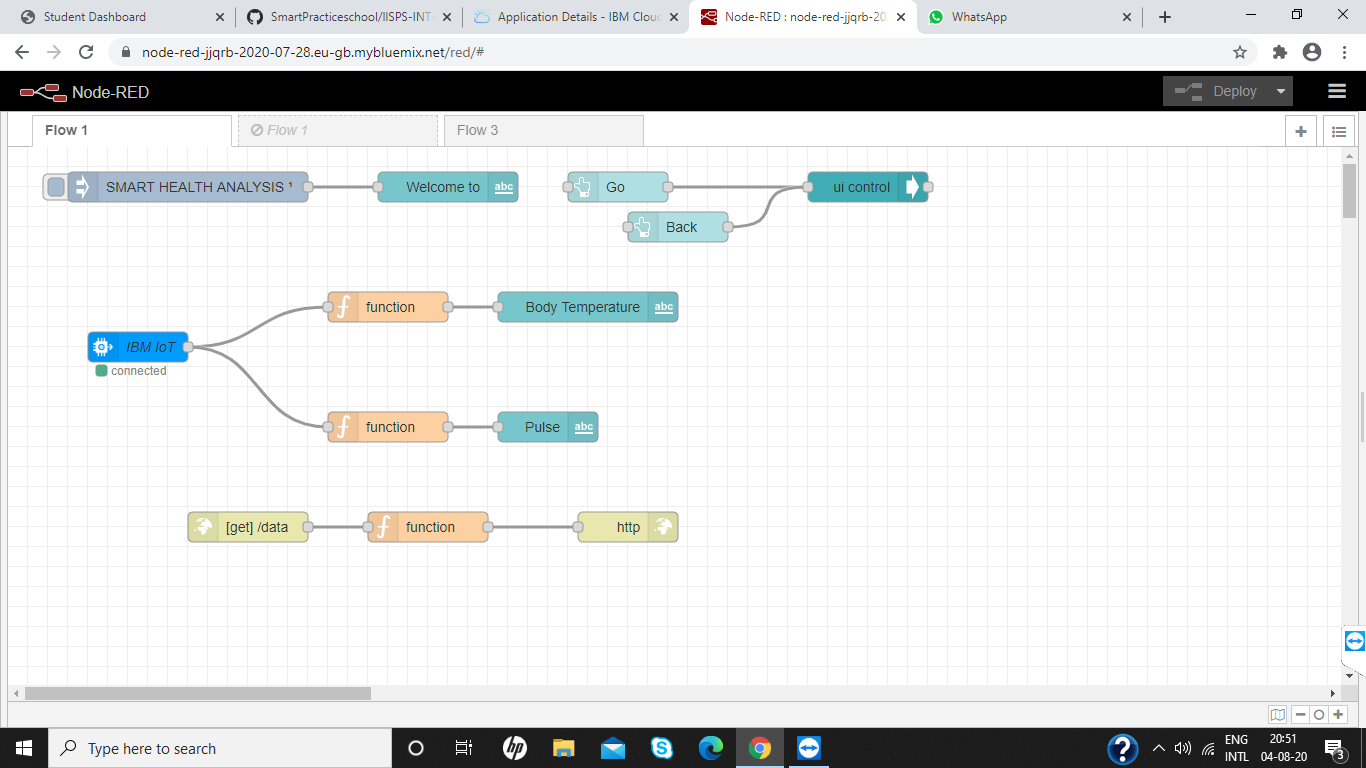 Student Dashboard
SmartPracticeschool/IISPS-INT-
Application Details - IBM Clou
Node-RED : node-red-jjqrb-20
WhatsApp
node-red-jjqrb-2020-07-28.eu-gb.mybluemix.net/red/#
Node-RED
Deploy
Flow 1
Flow 1
Flow 3
SMART HEALTH ANALYSIS ¹
Welcome to
abc
Go
ui control
Back
function
Body Temperature
abc
IBM IoT
connected
function
Pulse
abc
[get] /data
function
http
Type here to search
hp
ENG
INTL
20:51
04-08-20
3